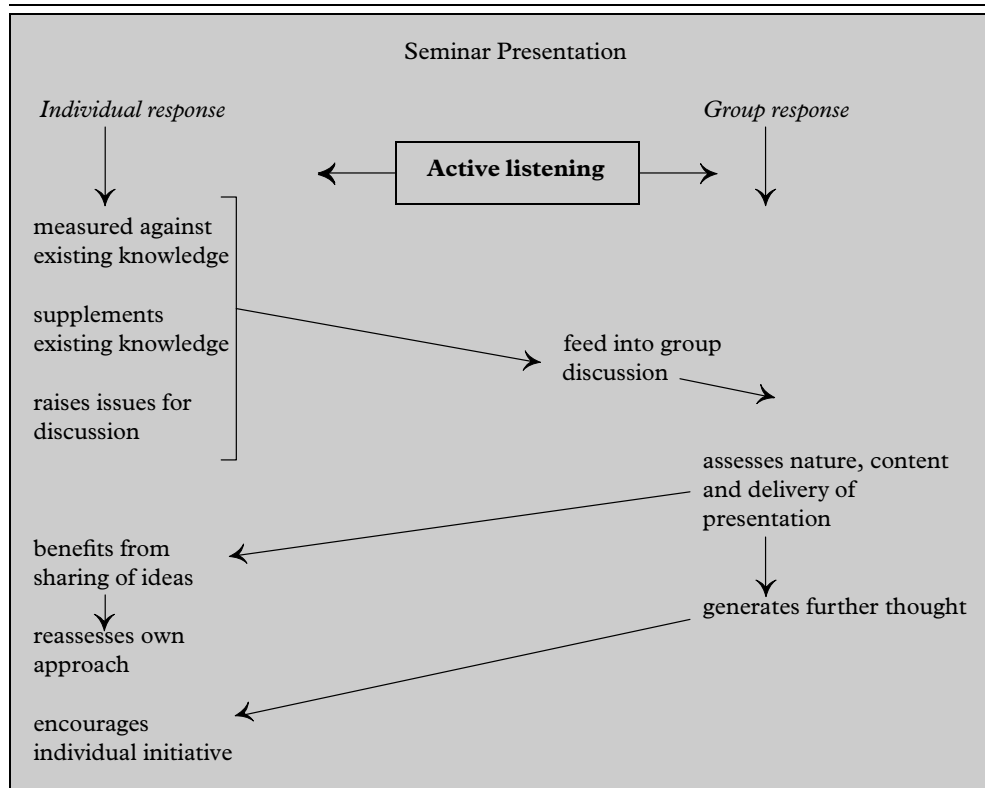 Seminar Presentation
Individual response
Group response
Active listening
measured against
existing knowledge
supplements
existing knowledge
raises issues for
discussion
feed into group
discussion
assesses nature, content
and delivery of
presentation
benefits from
sharing of ideas
generates further thought
reassesses own
approach
encourages
individual initiative